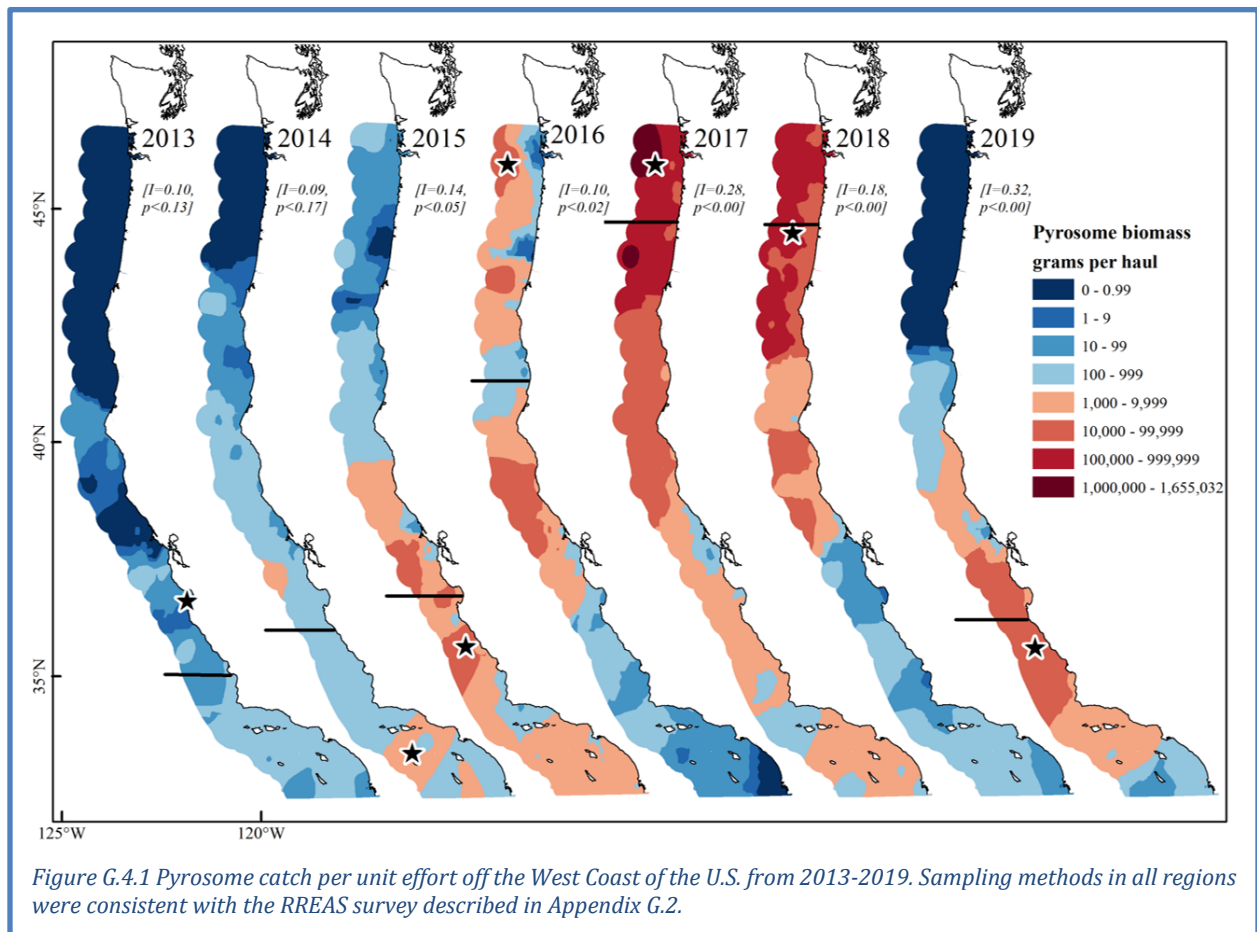 2013
2014
2015
2016
2017
2018
2019
[I=0.10,
p<0.13]
[I=0.09,
p<0.17]
[I=0.14,
p<0.05]
[I=0.10,
p<0.02]
[I=0.28,
p<0.00]
[I=0.18,
p<0.00]
[I=0.32,
p<0.00]
45°N
40°N
35°N
125°W
120°W
Pyrosome biomass
grams per haul
0 - 0.99
1 - 9
10 - 99
100 - 999
1,000 - 9,999
10,000 - 99,999
100,000 - 999,999
1,000,000 - 1,655,032
Figure G.4.1 Pyrosome catch per unit effort off the West Coast of the U.S. from 2013-2019. Sampling methods in all regions
were consistent with the RREAS survey described in Appendix G.2.